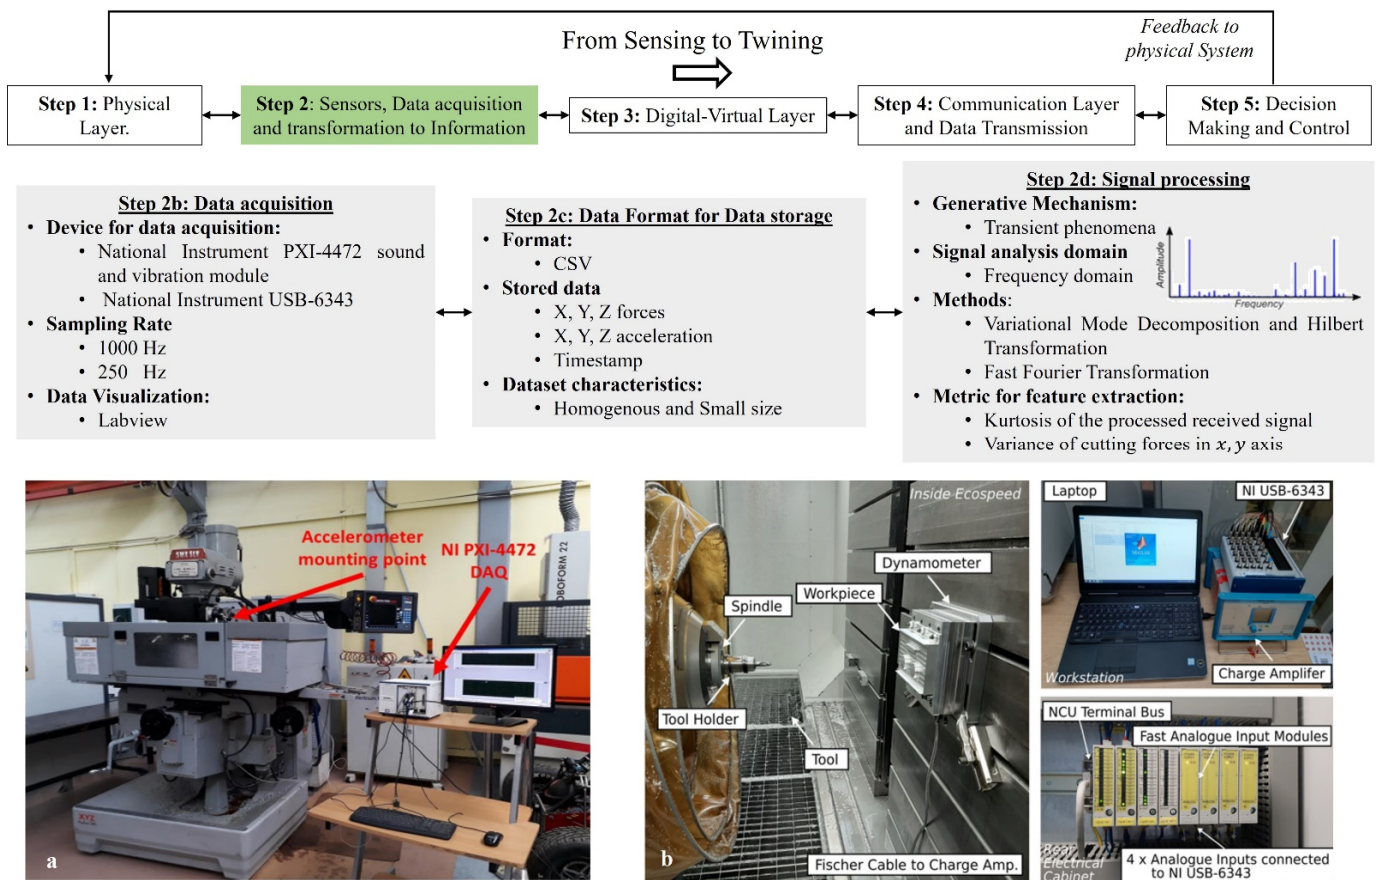 Feedback to
physical System
From Sensing to Twining
Step 1: Physical
Layer.
Step 2: Sensors, Data acquisition
and transformation to Information
Step 3: Digital-Virtual Layer
Step 4: Communication Layer
and Data Transmission
Step 5: Decision
Making and Control
Step 2b: Data acquisition
• Device for data acquisition:
• National Instrument PXI-4472 sound
and vibration module
• National Instrument USB-6343
• Sampling Rate
• 1000 Hz
• 250 Hz
• Data Visualization:
• Labview
Step 2c: Data Format for Data storage
• Format:
• CSV
• Stored data
• X, Y, Z forces
• X, Y, Z acceleration
• Timestamp
• Dataset characteristics:
• Homogenous and Small size
Step 2d: Signal processing
• Generative Mechanism:
• Transient phenomena
• Signal analysis domain
• Frequency domain
• Methods:
• Variational Mode Decomposition and Hilbert
Transformation
• Fast Fourier Transformation
• Metric for feature extraction:
• Kurtosis of the processed received signal
• Variance of cutting forces in x, y axis
Amplitude
Frequency
Accelerometer
mounting point
NI PXI-4472
DAQ
ROBOFORM 22
XYZ
a
Inside Ecospeed
Dynamometer
Workpiece
Spindle
Tool Holder
Tool
Fischer Cable to Charge Amp.
b
Laptop
NI USB-6343
Workstation
Charge Amplifer
NCU Terminal Bus
Fast Analogue Input Modules
Rear
Electrical
Cabinet
4 x Analogue Inputs connected
to NI USB-6343